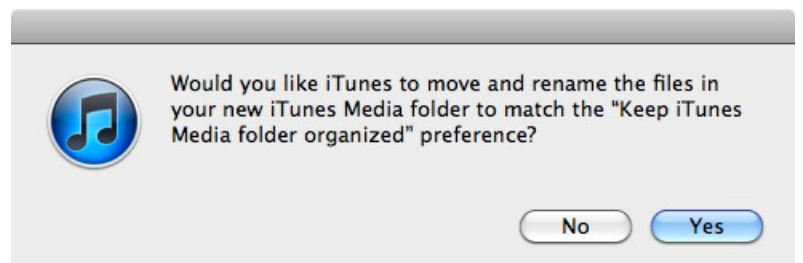 Would you like iTunes to move and rename the files in
your new iTunes Media folder to match the “Keep iTunes
Media folder organized” preference?
No Yes